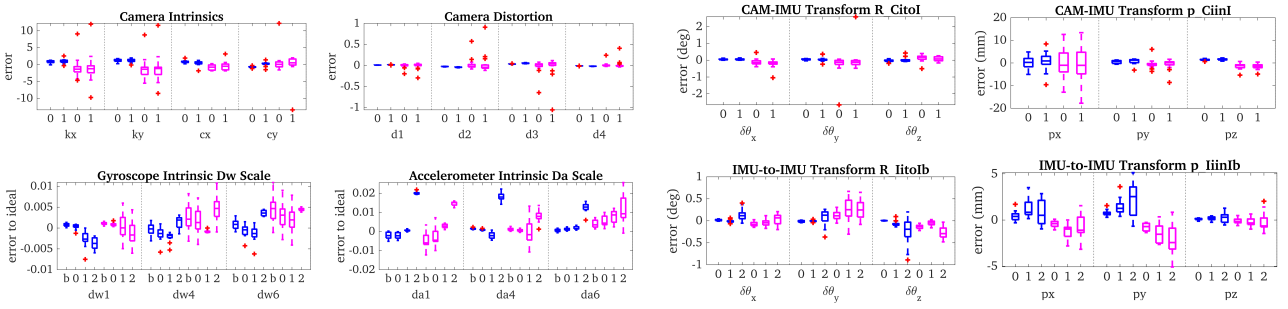 Camera Intrinsics
error
10
0
-10
0 1 0 1 0 1 0 1 0 1 0 1 0 1 0 1
kx ky cx cy
Camera Distortion
error
1
0.5
0
-0.5
-1
0 1 0 1 0 1 0 1 0 1 0 1 0 1 0 1
d1 d2 d3 d4
CAM-IMU Transform R_CitoI
error (deg)
2
0
-2
0 1 0 1 0 1 0 1 0 1 0 1
δθx δθy δθz
CAM-IMU Transform p_CiinI
error (mm)
20
10
0
-10
-20
0 1 0 1 0 1 0 1 0 1 0 1
px py pz
Gyroscope Intrinsic Dw Scale
error to ideal
0.01
0.005
0
-0.005
-0.01
b 0 1 2 b 0 1 2 b 0 1 2 b 0 1 2 b 0 1 2 b 0 1 2
dw1 dw4 dw6
Accelerometer Intrinsic Da Scale
error to ideal
0.02
0.01
0
-0.01
-0.02
b 0 1 2 b 0 1 2 b 0 1 2 b 0 1 2 b 0 1 2 b 0 1 2
da1 da4 da6
IMU-to-IMU Transform R_IitoIb
error (deg)
1
0.5
0
-0.5
-1
0 1 2 0 1 2 0 1 2 0 1 2 0 1 2 0 1 2
δθx δθy δθz
IMU-to-IMU Transform p_IiinIb
error (mm)
5
0
-5
0 1 2 0 1 2 0 1 2 0 1 2 0 1 2 0 1 2
px py pz